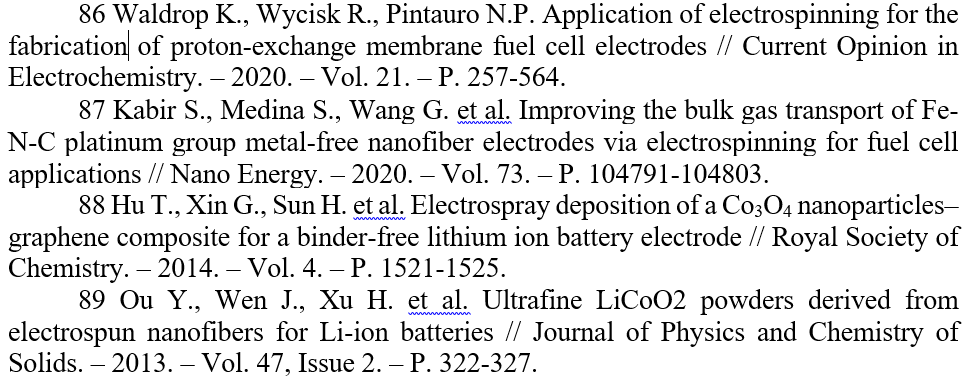 86 Waldrop K., Wycisk R., Pintauro N.P. Application of electrospinning for the
fabrication of proton-exchange membrane fuel cell electrodes // Current Opinion in
Electrochemistry. – 2020. – Vol. 21. – P. 257-564.
87 Kabir S., Medina S., Wang G. et al. Improving the bulk gas transport of Fe-
N-C platinum group metal-free nanofiber electrodes via electrospinning for fuel cell
applications // Nano Energy. – 2020. – Vol. 73. – P. 104791-104803.
88 Hu T., Xin G., Sun H. et al. Electrospray deposition of a Co₃O₄ nanoparticles–
graphene composite for a binder-free lithium ion battery electrode // Royal Society of
Chemistry. – 2014. – Vol. 4. – P. 1521-1525.
89 Ou Y., Wen J., Xu H. et al. Ultrafine LiCoO2 powders derived from
electrospun nanofibers for Li-ion batteries // Journal of Physics and Chemistry of
Solids. – 2013. – Vol. 47, Issue 2. – P. 322-327.